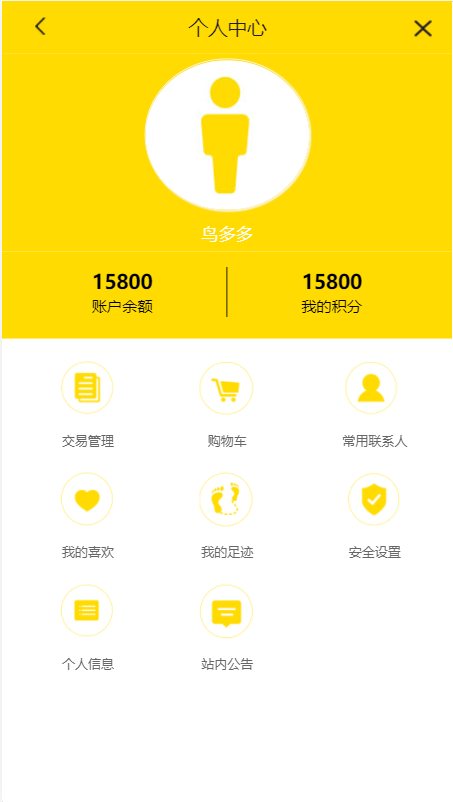 个人中心
鸟多多
15800 15800
账户余额 我的积分
交易管理 购物车 常用联系人
我的喜欢 我的足迹 安全设置
个人信息 站内公告